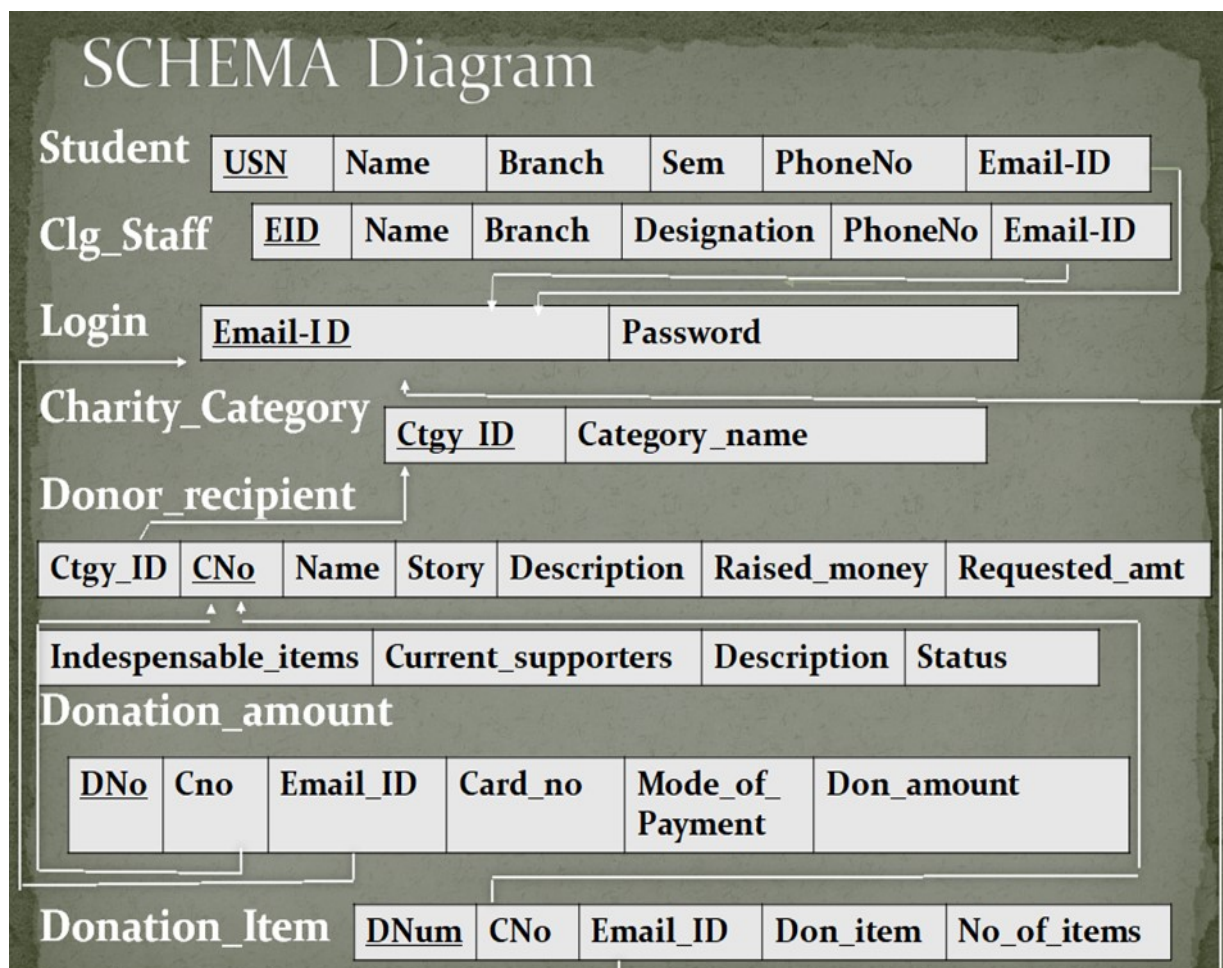 SCHEMA Diagram
Student USN Name Branch Sem PhoneNo Email-ID
Clg_Staff EID Name Branch Designation PhoneNo Email-ID
Login Email-ID Password
Charity_Category Ctgy_ID Category_name
Donor_recipient
Ctgy_ID CNo Name Story Description Raised_money Requested_amt
Indespensable_items Current_supporters Description Status
Donation_amount
DNo Cno Email_ID Card_no Mode_of_ Don_amount
Payment
Donation_Item DNum CNo Email_ID Don_item No_of_items